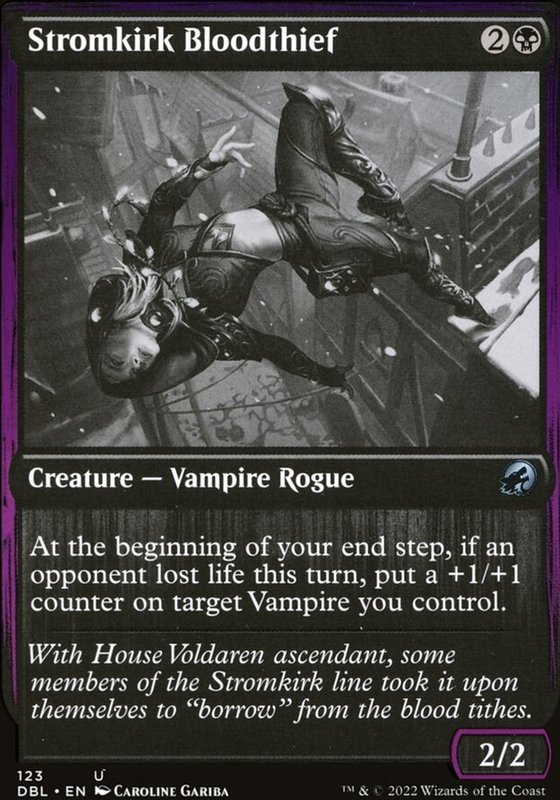 Stromkirk Bloodthief 2
Creature — Vampire Rogue
At the beginning of your end step, if an
opponent lost life this turn, put a +1/+1
counter on target Vampire you control.
With House Voldaren ascendant, some
members of the Stromkirk line took it upon
themselves to “borrow” from the blood tithes.
2/2
123 U
DBL • EN CAROLINE GARIBA ™ & © 2022 Wizards of the Coast